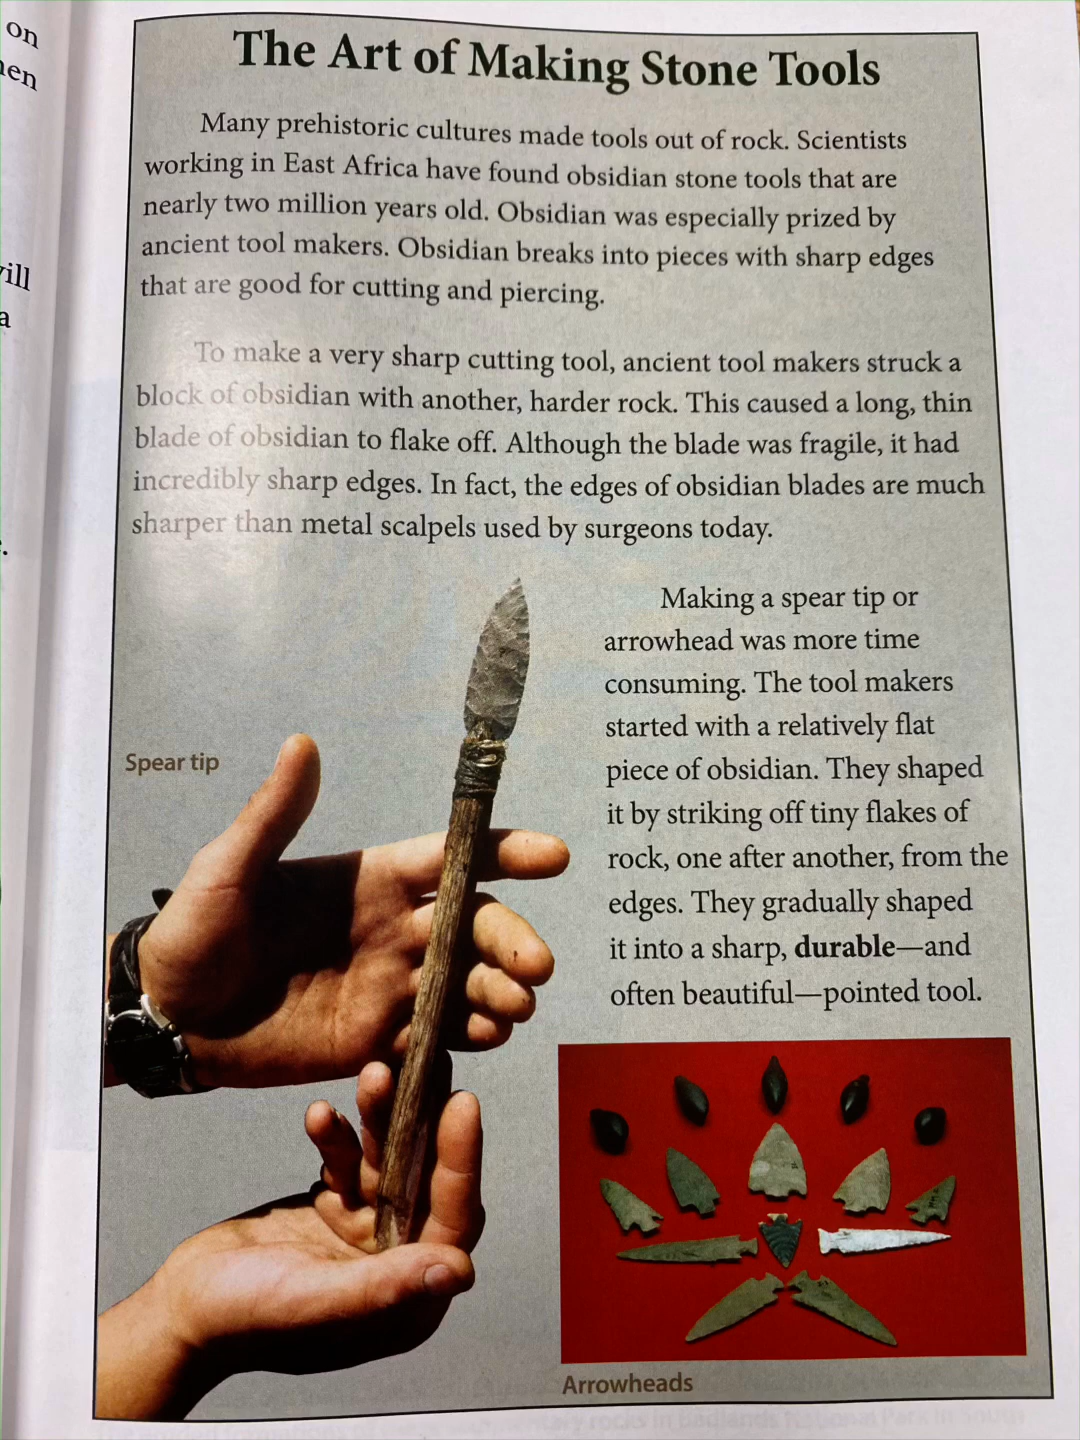 on
will
a
The Art of Making Stone Tools
Many prehistoric cultures made tools out of rock. Scientists
working in East Africa have found obsidian stone tools that are
nearly two million years old. Obsidian was especially prized by
ancient tool makers. Obsidian breaks into pieces with sharp edges
that are good for cutting and piercing.
To make a very sharp cutting tool, ancient tool makers struck a
block of obsidian with another, harder rock. This caused a long, thin
blade of obsidian to flake off. Although the blade was fragile, it had
incredibly sharp edges. In fact, the edges of obsidian blades are much
sharper than metal scalpels used by surgeons today.
Making a spear tip or
arrowhead was more time
consuming. The tool makers
started with a relatively flat
piece of obsidian. They shaped
it by striking off tiny flakes of
rock, one after another, from the
edges. They gradually shaped
it into a sharp, durable—and
often beautiful—pointed tool.
Spear tip
Arrowheads